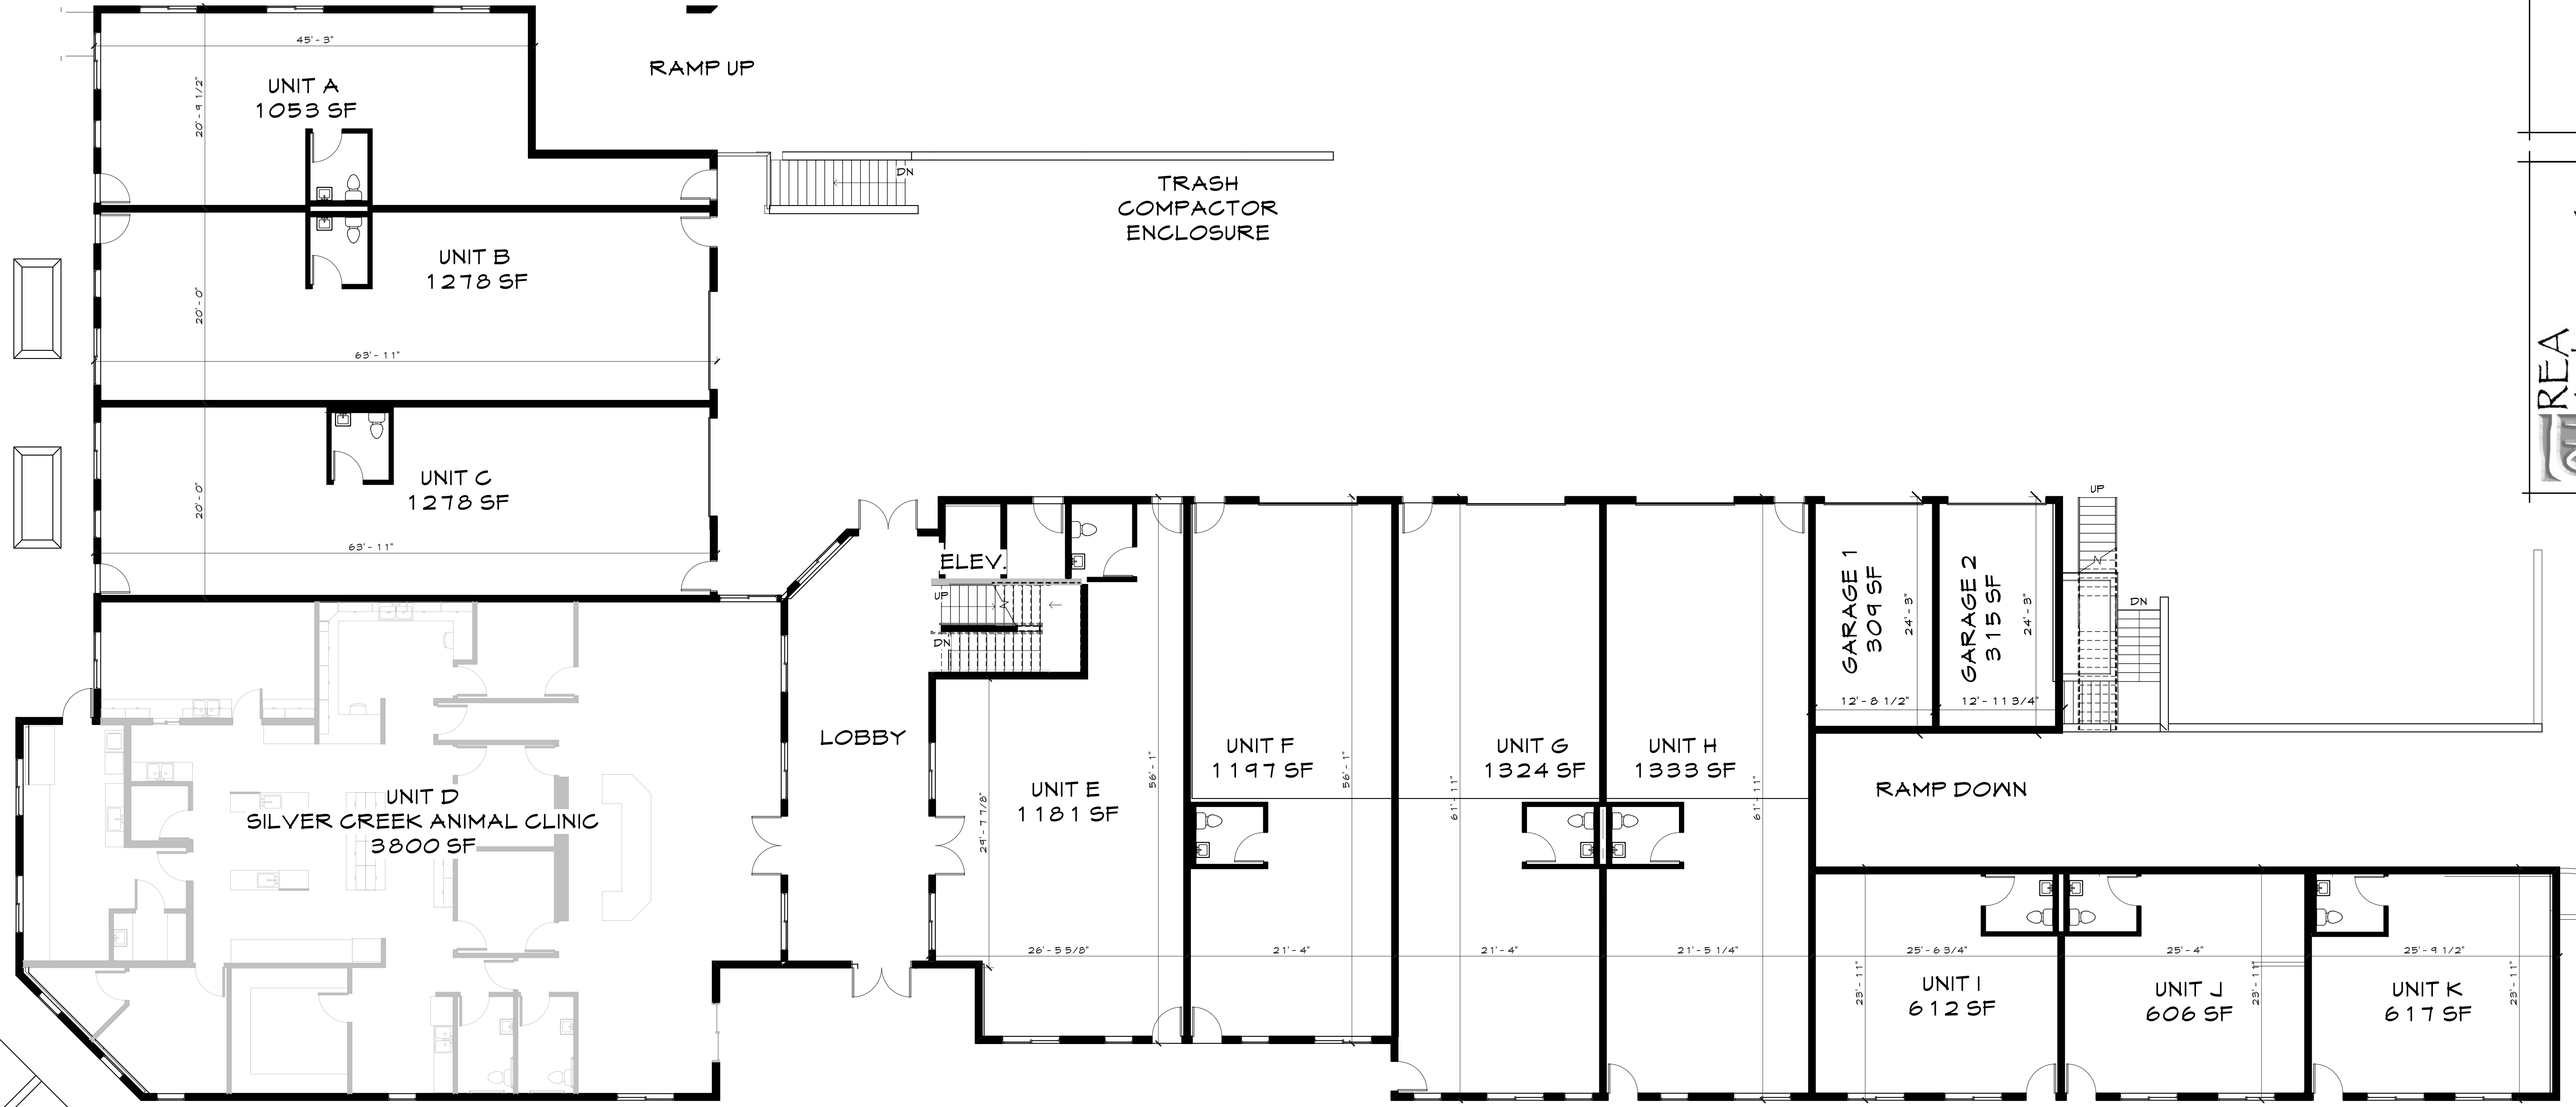 45'- 3"
RAMP UP
UNIT A
1053 SF
20'- 9 1/2"
DN
TRASH
COMPACTOR
ENCLOSURE
UNIT B
1278 SF
20'- 0"
63'- 11"
REA
UNIT C
1278 SF
20'- 0"
63'- 11"
ELEV.
UP
DN
UP
DN
GARAGE 1
309 SF
24'- 3"
12'- 8 1/2"
GARAGE 2
315 SF
24'- 3"
12'- 11 3/4"
LOBBY
UNIT D
SILVER CREEK ANIMAL CLINIC
3800 SF
UNIT E
1181 SF
29'- 7 7/8"
56'- 1"
26'- 5 5/8"
UNIT F
1197 SF
56'- 1"
21'- 4"
UNIT G
1324 SF
61'- 11"
21'- 4"
UNIT H
1333 SF
61'- 11"
21'- 5 1/4"
RAMP DOWN
25'- 6 3/4"
UNIT I
612 SF
23'- 11"
25'- 4"
UNIT J
606 SF
23'- 11"
25'- 9 1/2"
UNIT K
617 SF
23'- 11"